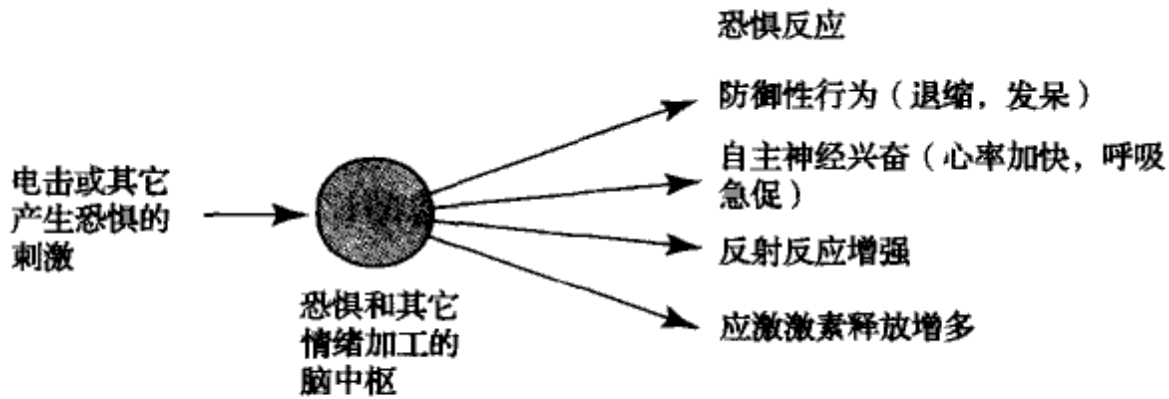 恐惧反应
防御性行为（退缩，发呆）
自主神经兴奋（心率加快，呼吸
急促）
反射反应增强
应激激素释放增多
电击或其它
产生恐惧的
刺激
恐惧和其它
情绪加工的
脑中枢